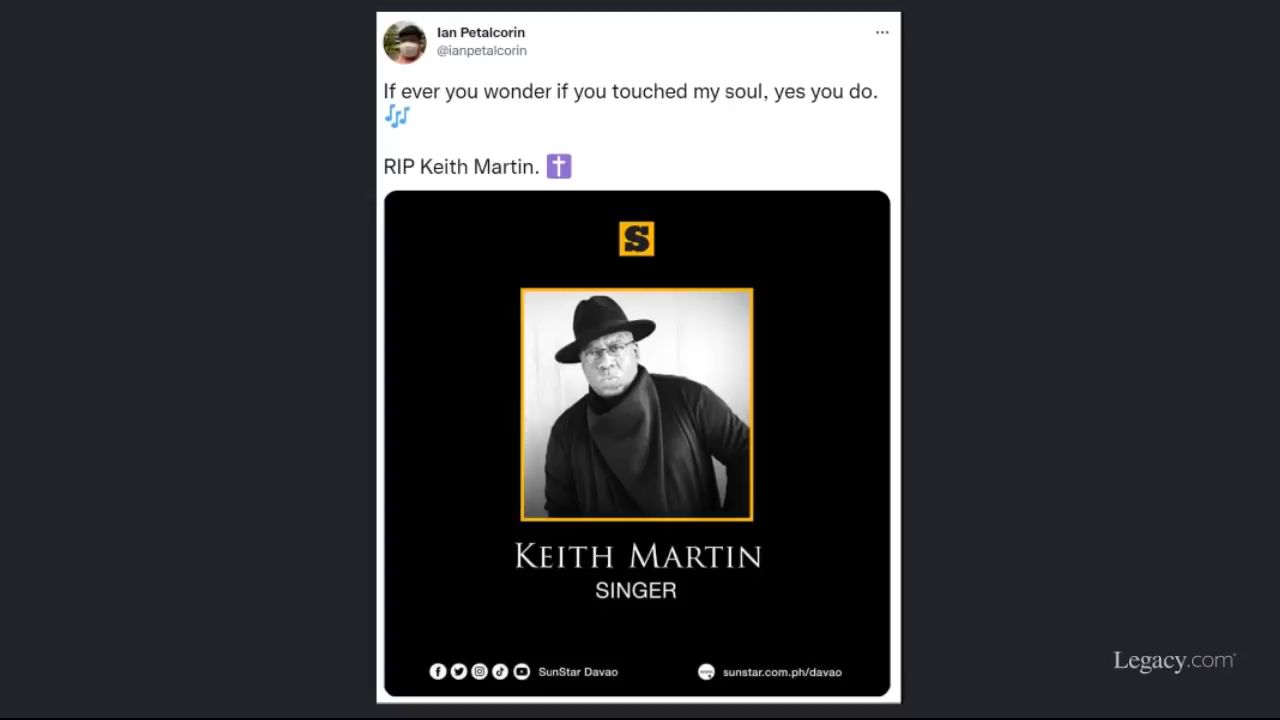 Ian Petalcorin
@ianpetalcorin
If ever you wonder if you touched my soul, yes you do.
🎶
RIP Keith Martin. ✝️
S
KEITH MARTIN
SINGER
SunStar Davao
sunstar.com.ph/davao
Legacy.com